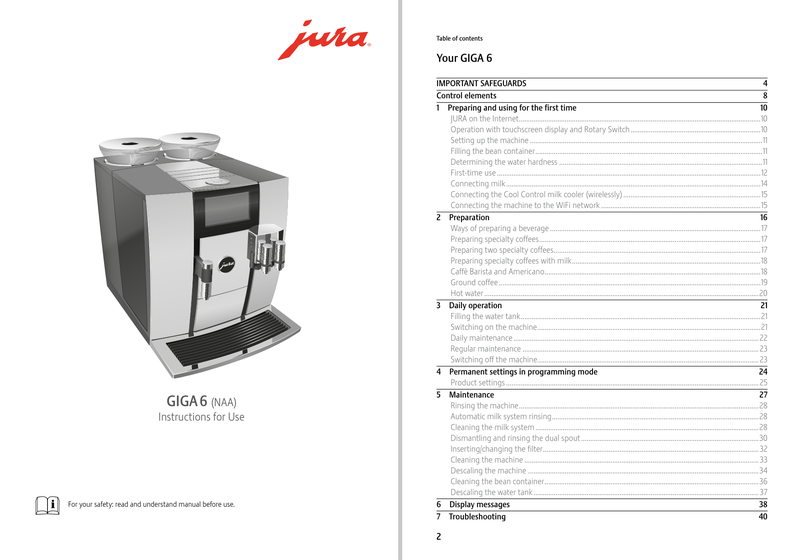 jura
jura
GIGA 6 (NAA)
Instructions for Use
For your safety: read and understand manual before use.
Table of contents
Your GIGA 6
IMPORTANT SAFEGUARDS 4
Control elements 8
1 Preparing and using for the first time 10
JURA on the Internet 10
Operation with touchscreen display and Rotary Switch 10
Setting up the machine 11
Filling the bean container 11
Determining the water hardness 11
First-time use 12
Connecting milk 14
Connecting the Cool Control milk cooler (wirelessly) 15
Connecting the machine to the WiFi network 15
2 Preparation 16
Ways of preparing a beverage 17
Preparing specialty coffees 17
Preparing two specialty coffees 17
Preparing specialty coffees with milk 18
Caffè Barista and Americano 18
Ground coffee 19
Hot water 20
3 Daily operation 21
Filling the water tank 21
Switching on the machine 21
Daily maintenance 22
Regular maintenance 23
Switching off the machine 23
4 Permanent settings in programming mode 24
Product settings 25
5 Maintenance 27
Rinsing the machine 28
Automatic milk system rinsing 28
Cleaning the milk system 28
Dismantling and rinsing the dual spout 30
Inserting/changing the filter 32
Cleaning the machine 33
Descaling the machine 34
Cleaning the bean container 36
Descaling the water tank 37
6 Display messages 38
7 Troubleshooting 40
2